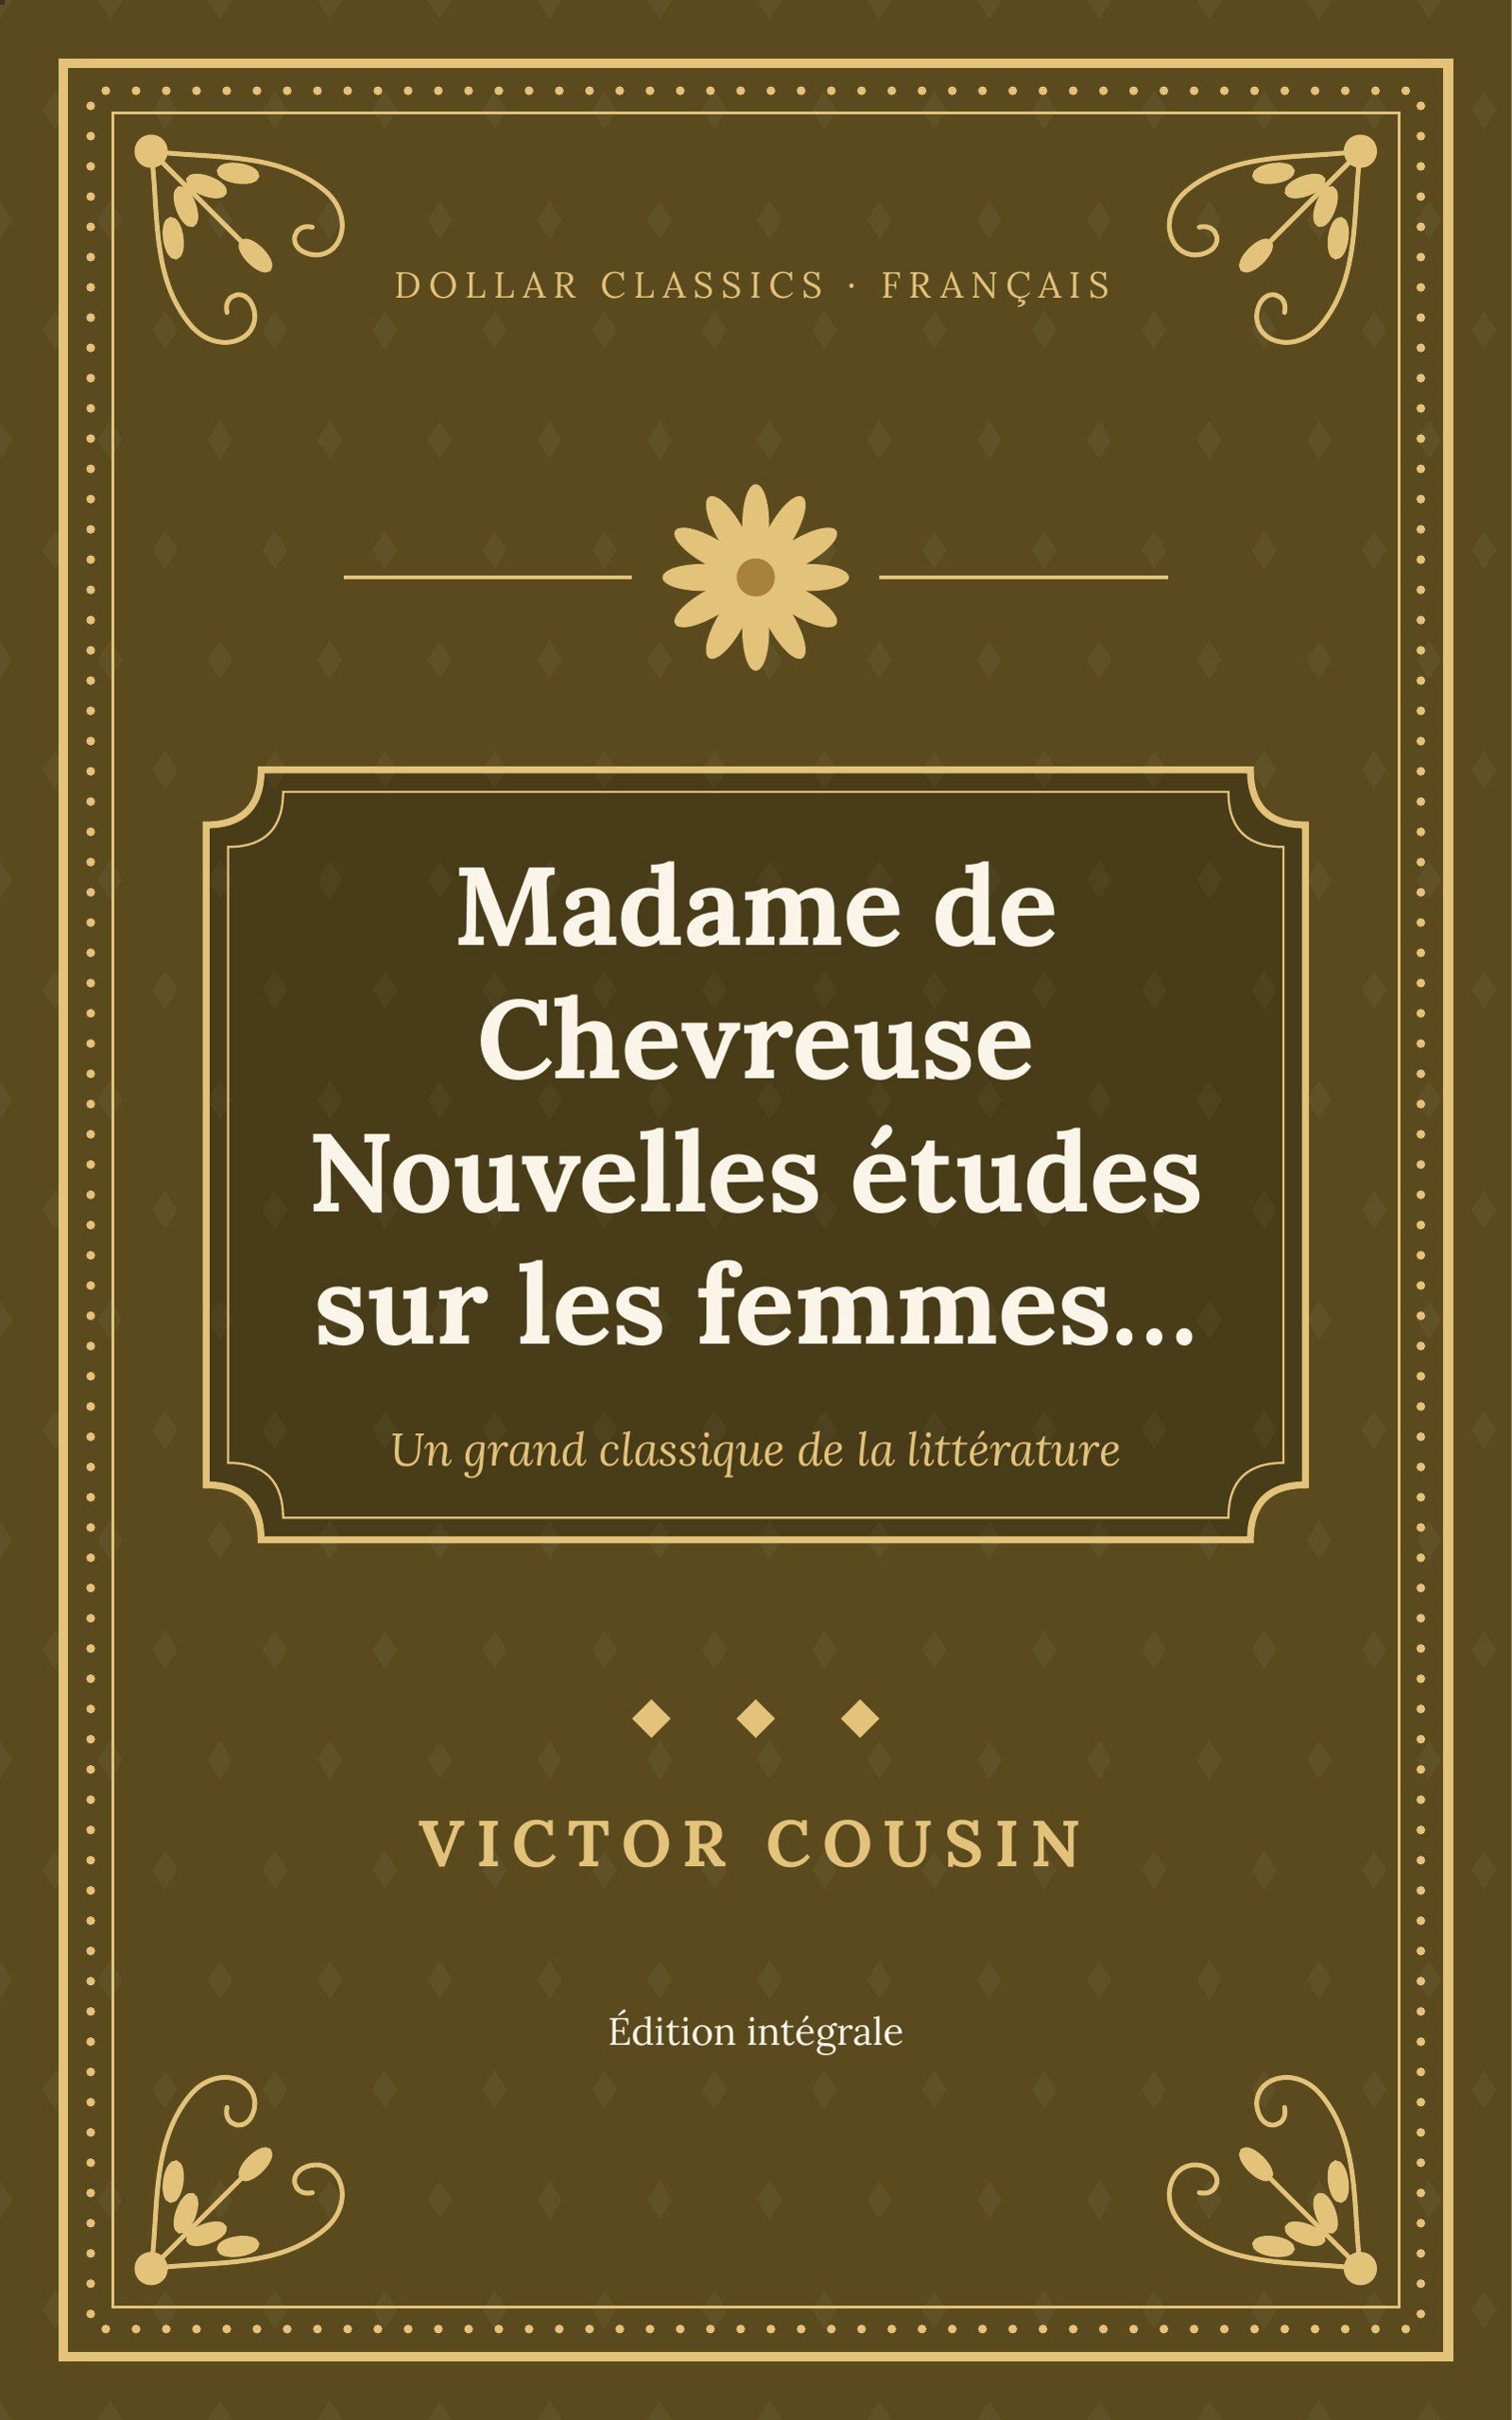 DOLLAR CLASSICS · FRANÇAIS
Madame de
Chevreuse
Nouvelles études
sur les femmes...
Un grand classique de la littérature
VICTOR COUSIN
Édition intégrale